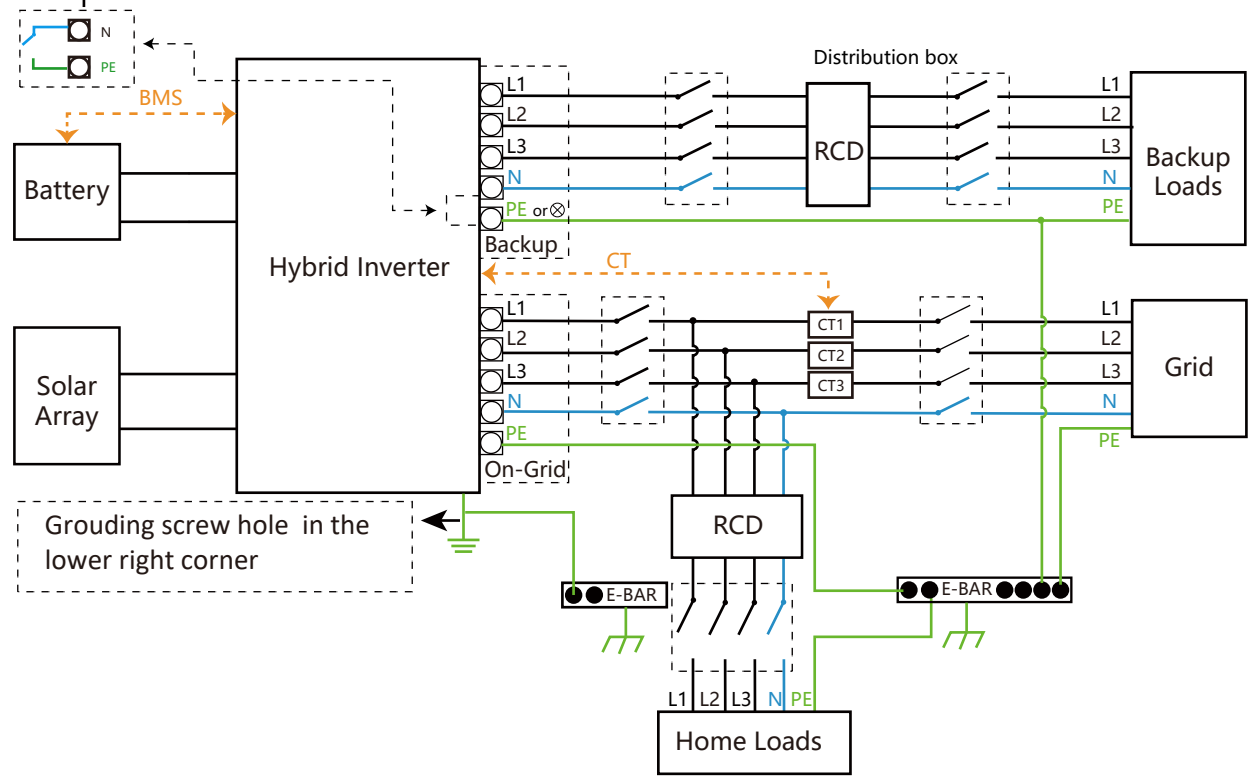 N
PE
BMS
Battery
Solar
Array
Hybrid Inverter
L1
L2
L3
N
PE or⊗
Backup
CT
L1
L2
L3
N
PE
On-Grid
Distribution box
RCD
L1
L2
L3
N
PE
Backup
Loads
CT1
CT2
CT3
L1
L2
L3
N
PE
Grid
Grounding screw hole in the
lower right corner
RCD
E-BAR
E-BAR
L1 L2 L3 N PE
Home Loads